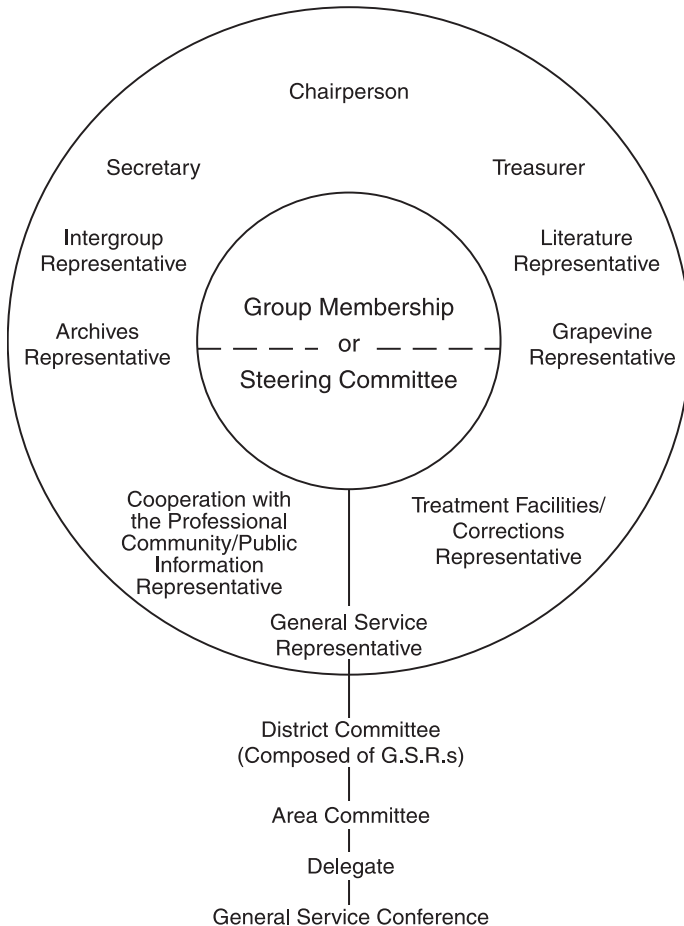 Chairperson
Secretary
Treasurer
Intergroup
Representative
Literature
Representative
Archives
Representative
Grapevine
Representative
Group Membership
or
Steering Committee
Cooperation with
the Professional
Community/Public
Information
Representative
Treatment Facilities/
Corrections
Representative
General Service
Representative
District Committee
(Composed of G.S.R.s)
Area Committee
Delegate
General Service Conference